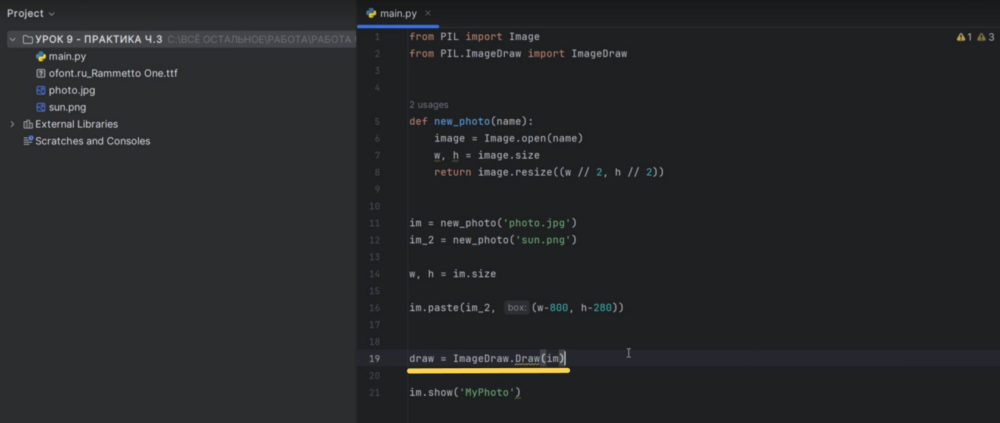 Project
УРОК 9 - ПРАКТИКА Ч.3 C:\ВСЁ ОСТАЛЬНОЕ\РАБОТА\РАБОТА
main.py
ofont.ru_Rammetto One.ttf
photo.jpg
sun.png
External Libraries
Scratches and Consoles
main.py
1 3
1 from PIL import Image
2 from PIL.ImageDraw import ImageDraw
3
4
2 usages
5 def new_photo(name):
6 image = Image.open(name)
7 w, h = image.size
8 return image.resize((w // 2, h // 2))
9
10
11 im = new_photo('photo.jpg')
12 im_2 = new_photo('sun.png')
13
14 w, h = im.size
15
16 im.paste(im_2, box: (w-800, h-280))
17
18
19 draw = ImageDraw.Draw(im)
20
21 im.show('MyPhoto')